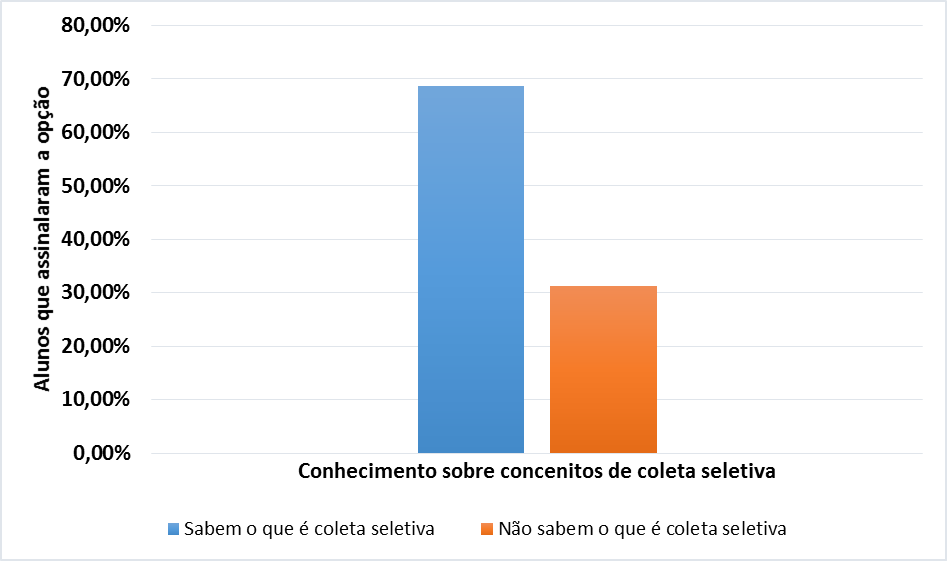 80,00%
70,00%
60,00%
50,00%
40,00%
30,00%
20,00%
10,00%
0,00%
Alunos que assinalaram a opção
Conhecimento sobre concenitos de coleta seletiva
Sabem o que é coleta seletiva
Não sabem o que é coleta seletiva